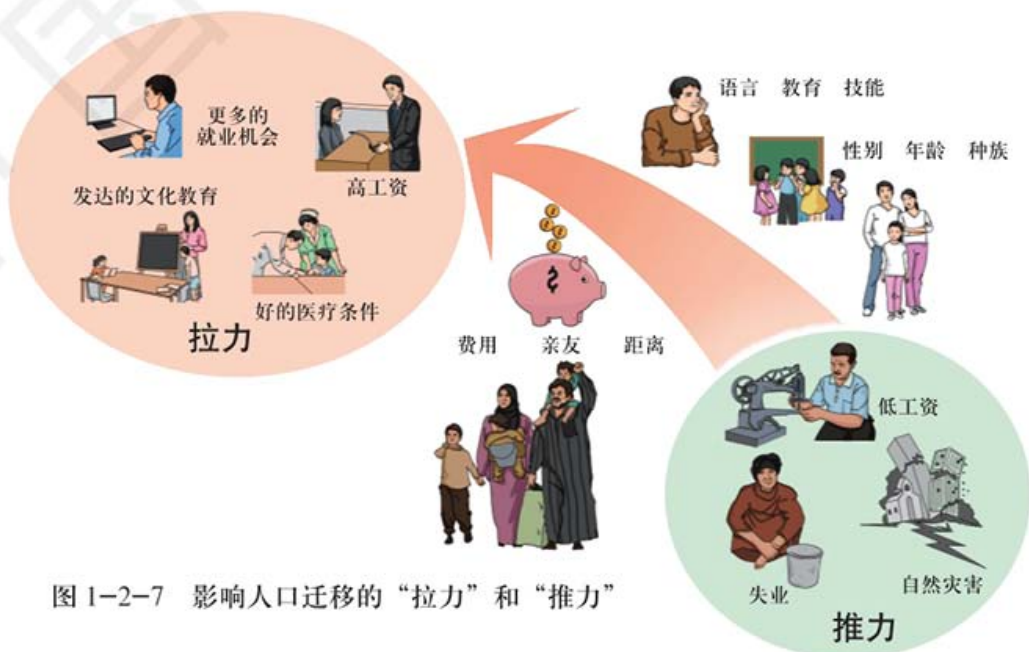 更多的
就业机会
高工资
发达的文化教育
好的医疗条件
拉力
语言 教育 技能
性别 年龄 种族
费用 亲友 距离
低工资
失业
自然灾害
推力
图 1-2-7 影响人口迁移的“拉力”和“推力”